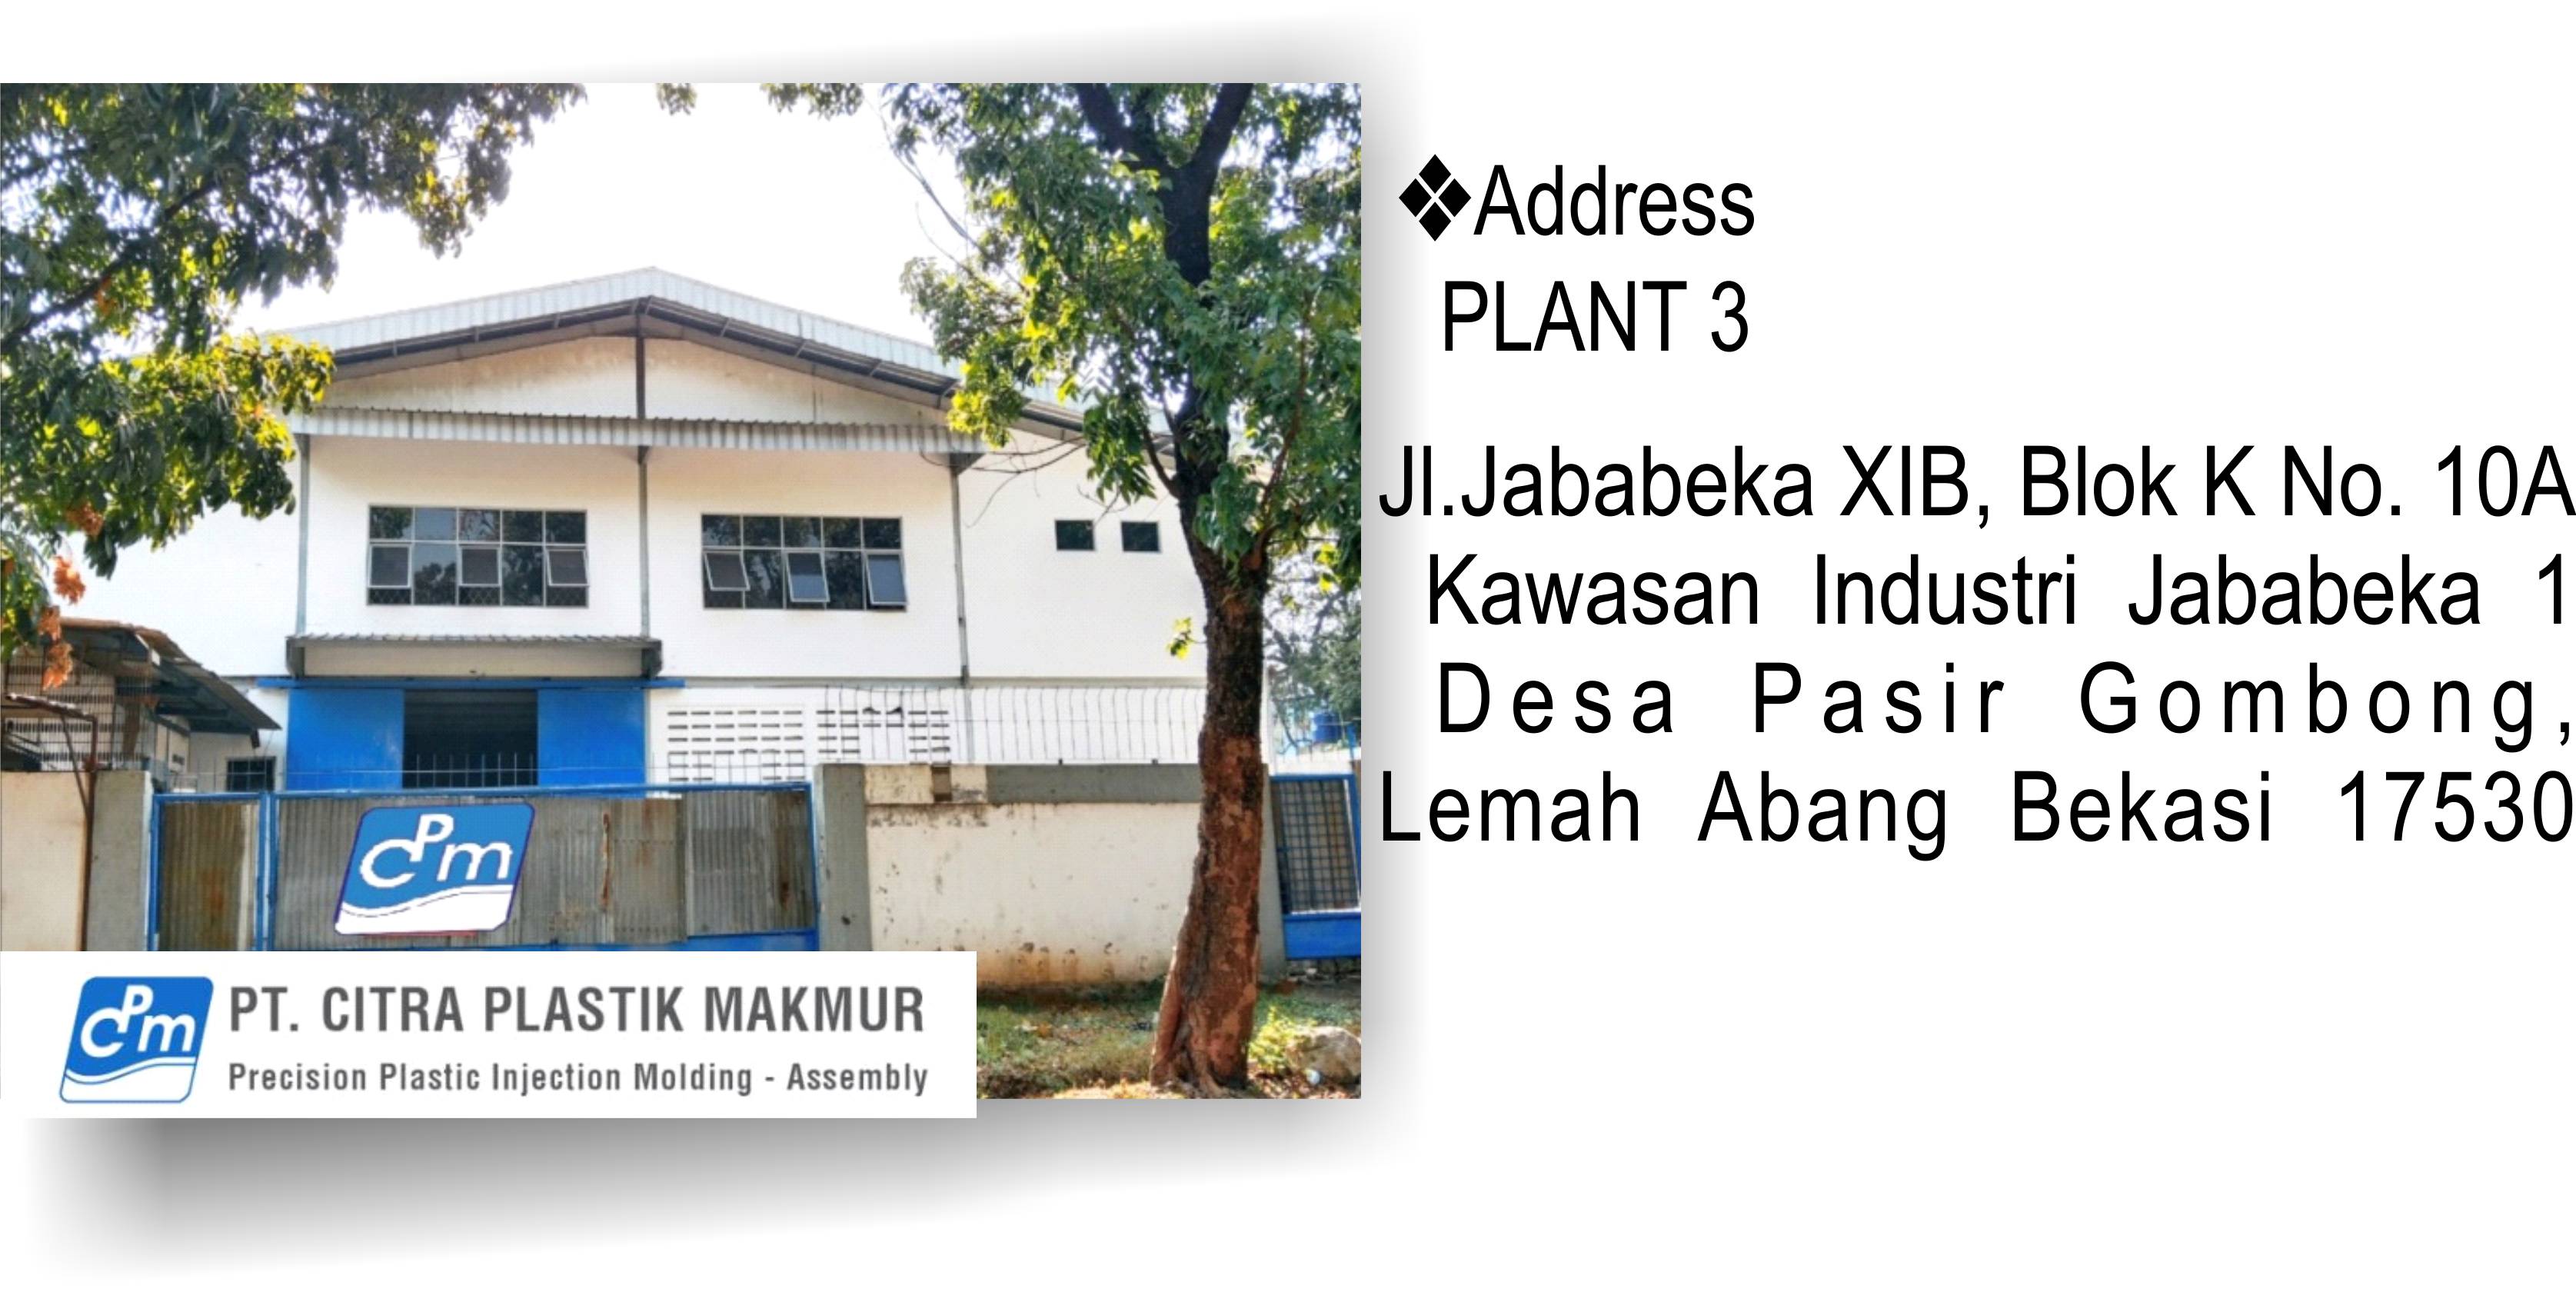 ❖Address
PLANT 3
Jl.Jababeka XIB, Blok K No. 10A
Kawasan Industri Jababeka 1
Desa Pasir Gombong,
Lemah Abang Bekasi 17530
CPm
CPm
PT. CITRA PLASTIK MAKMUR
Precision Plastic Injection Molding - Assembly